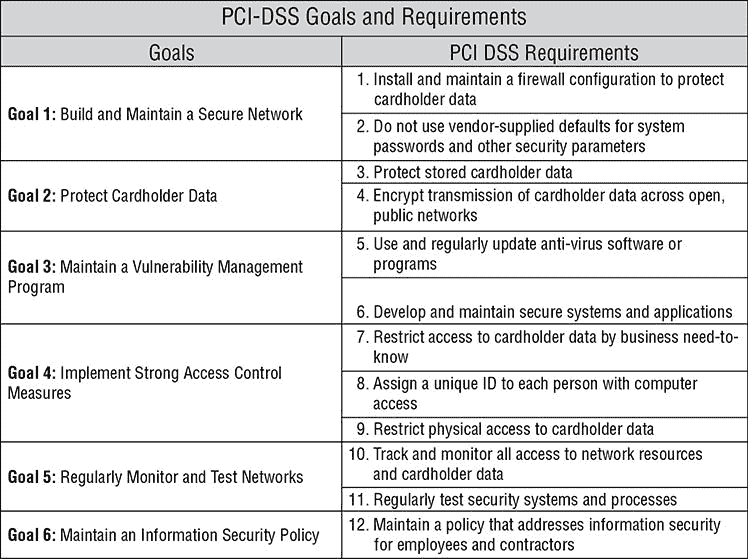 PCI-DSS Goals and Requirements
Goals
PCI DSS Requirements
Goal 1: Build and Maintain a Secure Network
1. Install and maintain a firewall configuration to protect
cardholder data
2. Do not use vendor-supplied defaults for system
passwords and other security parameters
Goal 2: Protect Cardholder Data
3. Protect stored cardholder data
4. Encrypt transmission of cardholder data across open,
public networks
Goal 3: Maintain a Vulnerability Management
Program
5. Use and regularly update anti-virus software or
programs
6. Develop and maintain secure systems and applications
Goal 4: Implement Strong Access Control
Measures
7. Restrict access to cardholder data by business need-to-
know
8. Assign a unique ID to each person with computer
access
9. Restrict physical access to cardholder data
Goal 5: Regularly Monitor and Test Networks
10. Track and monitor all access to network resources
and cardholder data
11. Regularly test security systems and processes
Goal 6: Maintain an Information Security Policy
12. Maintain a policy that addresses information security
for employees and contractors